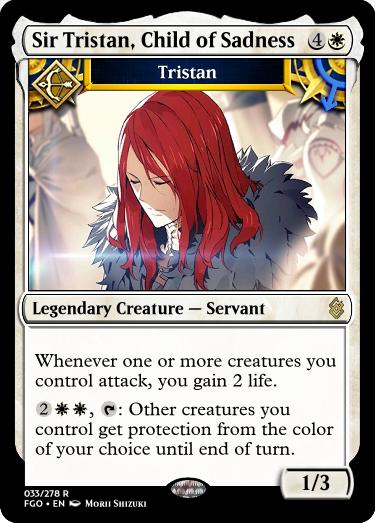 Sir Tristan, Child of Sadness 4
Tristan
Legendary Creature — Servant
Whenever one or more creatures you
control attack, you gain 2 life.
2, : Other creatures you
control get protection from the color
of your choice until end of turn.
033/278 R
FGO • EN Morii Shizuki
1/3